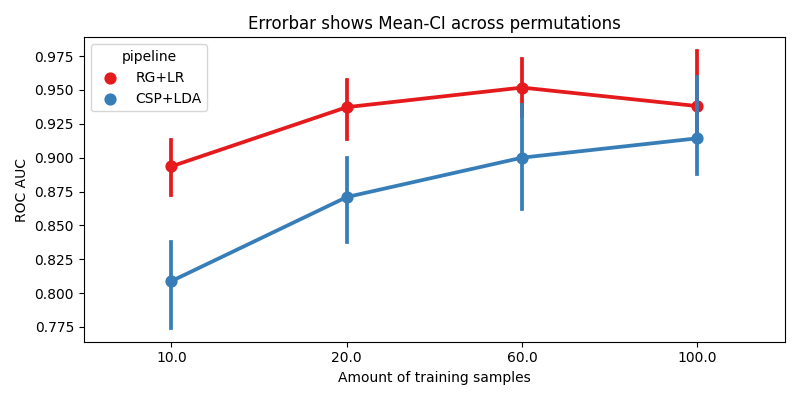 Errorbar shows Mean-CI across permutations
pipeline
RG+LR
CSP+LDA
ROC AUC
0.975
0.950
0.925
0.900
0.875
0.850
0.825
0.800
0.775
10.0 20.0 60.0 100.0
Amount of training samples